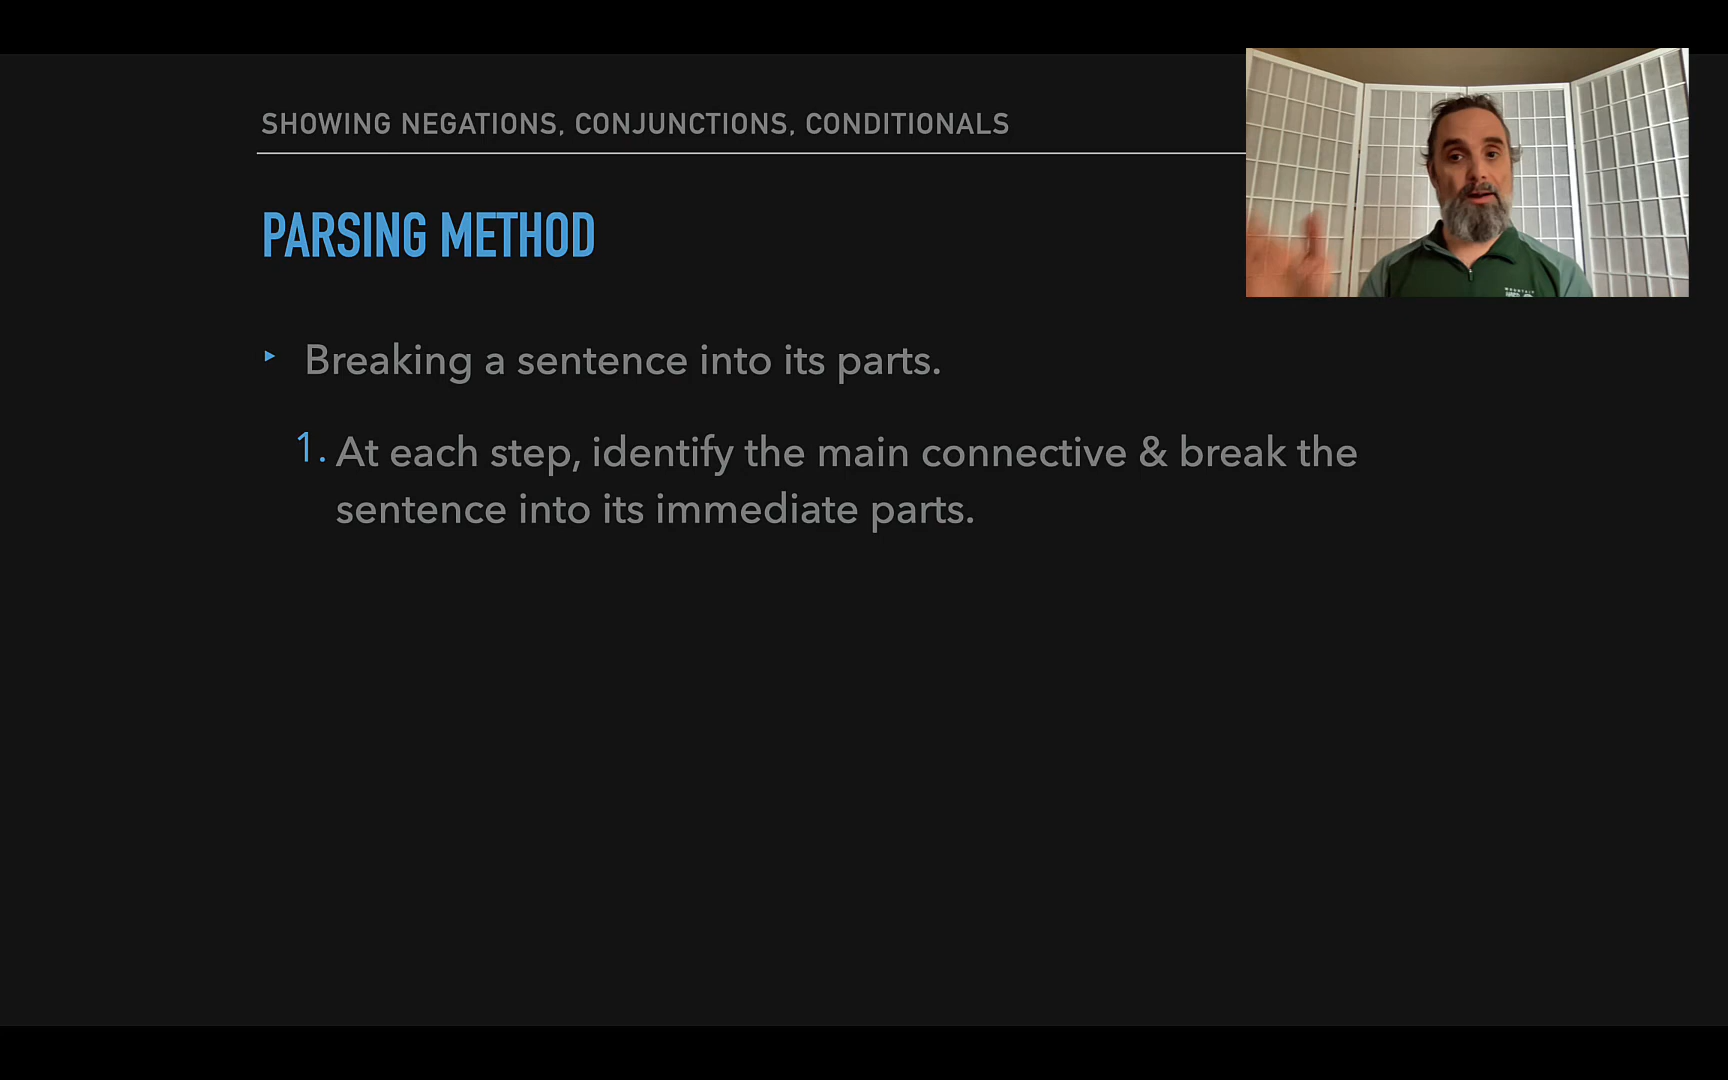 SHOWING NEGATIONS, CONJUNCTIONS, CONDITIONALS
PARSING METHOD
▸ Breaking a sentence into its parts.
1. At each step, identify the main connective & break the
sentence into its immediate parts.